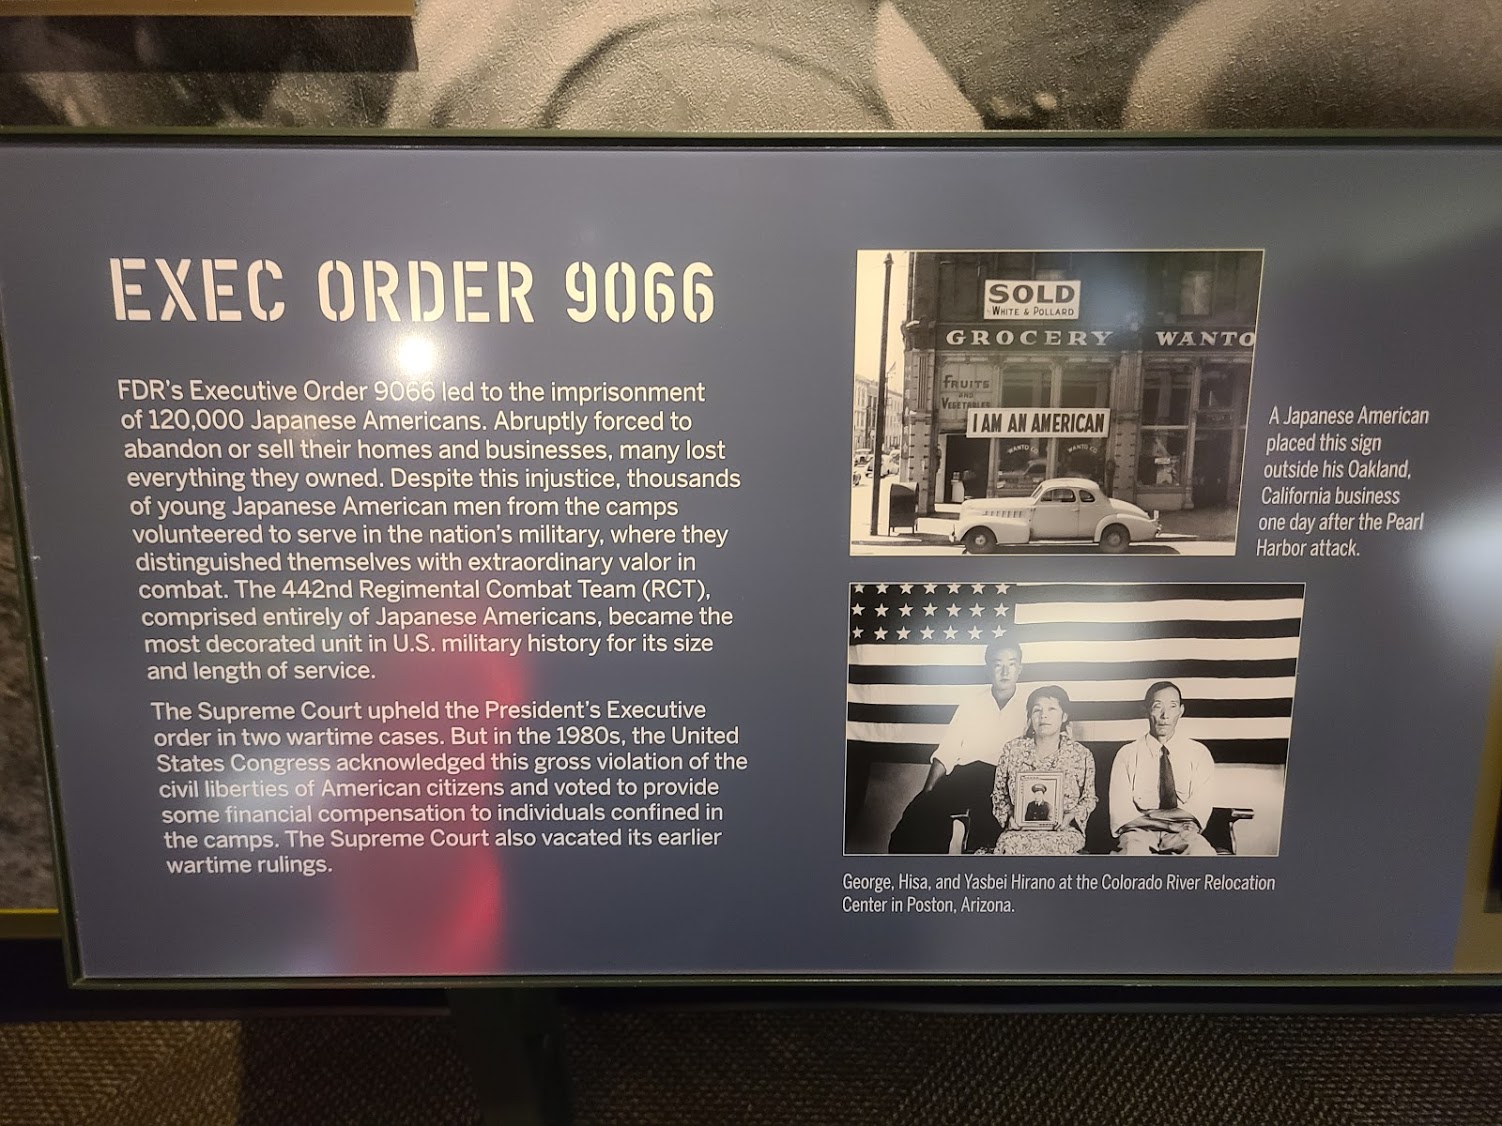 EXEC ORDER 9066
FDR's Executive Order 9066 led to the imprisonment
of 120,000 Japanese Americans. Abruptly forced to
abandon or sell their homes and businesses, many lost
everything they owned. Despite this injustice, thousands
of young Japanese American men from the camps
volunteered to serve in the nation's military, where they
distinguished themselves with extraordinary valor in
combat. The 442nd Regimental Combat Team (RCT),
comprised entirely of Japanese Americans, became the
most decorated unit in U.S. military history for its size
and length of service.
The Supreme Court upheld the President's Executive
order in two wartime cases. But in the 1980s, the United
States Congress acknowledged this gross violation of the
civil liberties of American citizens and voted to provide
some financial compensation to individuals confined in
the camps. The Supreme Court also vacated its earlier
wartime rulings.
SOLD
WHITE & POLLARD
GROCERY WANTO
FRUITS
AND
VEGETABLES
I AM AN AMERICAN
WANTO CO WANTO CO
A Japanese American
placed this sign
outside his Oakland,
California business
one day after the Pearl
Harbor attack.
George, Hisa, and Yasbei Hirano at the Colorado River Relocation
Center in Poston, Arizona.